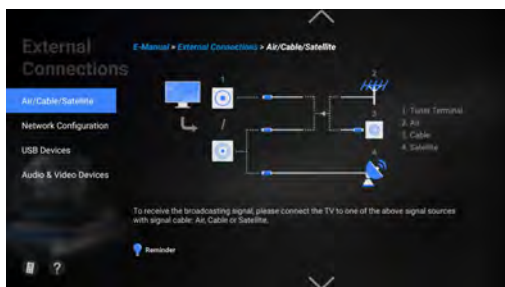 External
Connections
E-Manual » External Connections » Air/Cable/Satellite
Air/Cable/Satellite
Network Configuration
USB Devices
Audio & Video Devices
1
2
/
3
4
1. Tuner Terminal
2. Air
3. Cable
4. Satellite
To receive the broadcasting signal, please connect the TV to one of the above signal sources
with signal cable: Air, Cable or Satellite.
Reminder
?